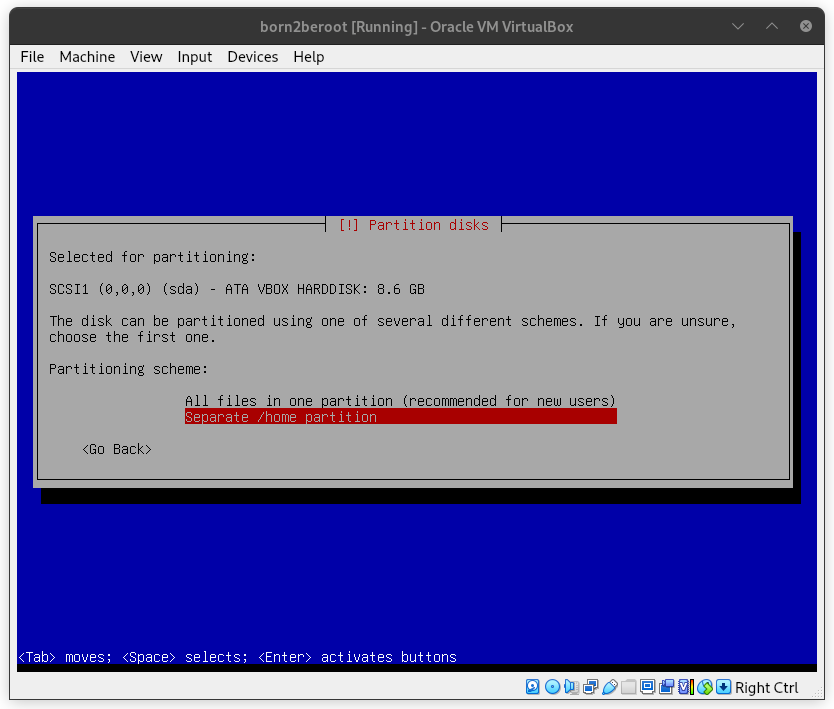 born2beroot [Running] - Oracle VM VirtualBox
File Machine View Input Devices Help
[!] Partition disks
Selected for partitioning:
SCSI1 (0,0,0) (sda) - ATA VBOX HARDDISK: 8.6 GB
The disk can be partitioned using one of several different schemes. If you are unsure,
choose the first one.
Partitioning scheme:
All files in one partition (recommended for new users)
Separate /home partition
<Go Back>
<Tab> moves; <Space> selects; <Enter> activates buttons
Right Ctrl